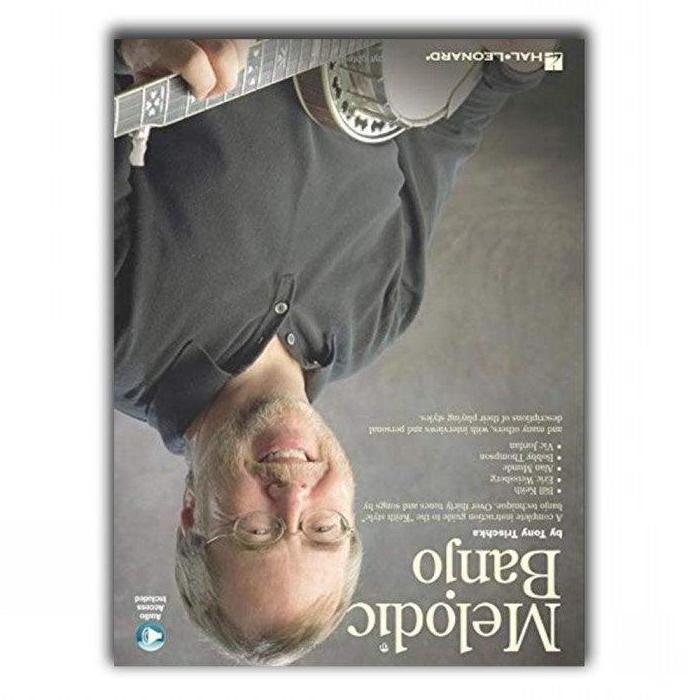 Melodic
Banjo
by Tony Trischka
A complete instruction guide to the "Keith style"
banjo technique. Over thirty tunes and songs by
• Bill Keith
• Eric Weissberg
• Alan Munde
• Bobby Thompson
• Vic Jordan
and many others, with interviews and personal
descriptions of their playing styles.
Audio
Access
Included
HAL•LEONARD®